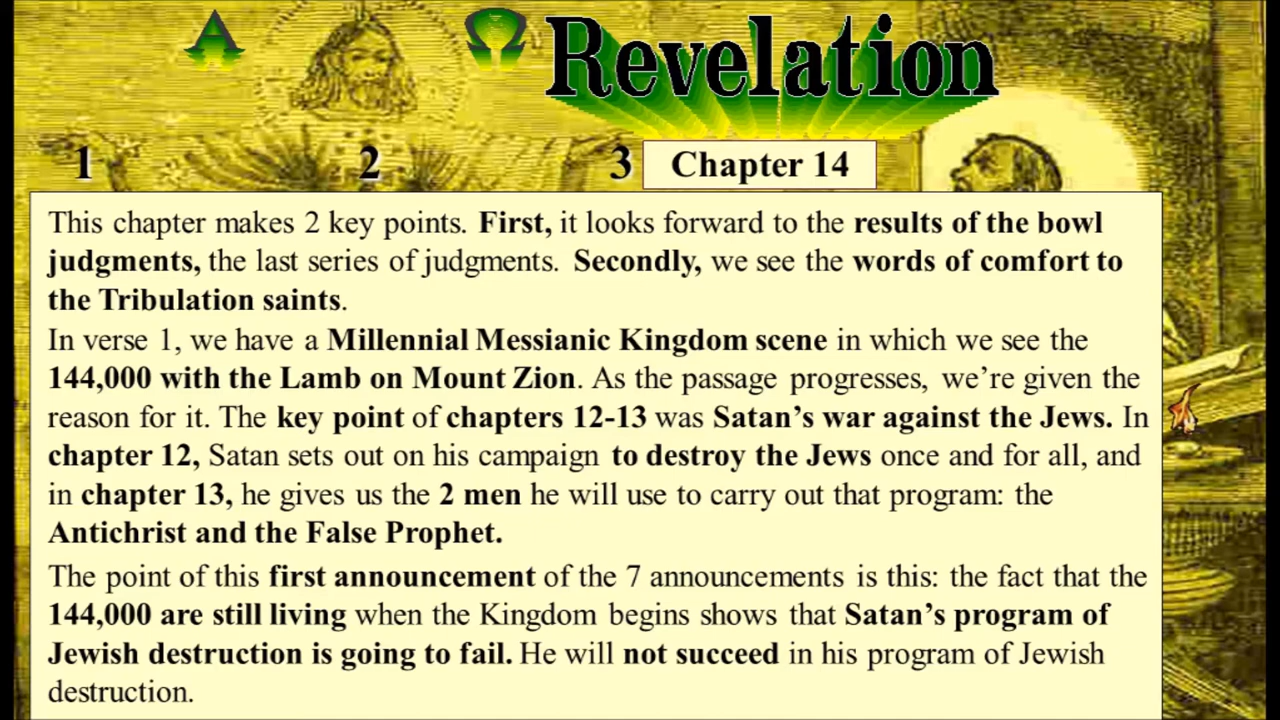 Α Ω Revelation
1 2 3 Chapter 14
This chapter makes 2 key points. First, it looks forward to the results of the bowl
judgments, the last series of judgments. Secondly, we see the words of comfort to
the Tribulation saints.
In verse 1, we have a Millennial Messianic Kingdom scene in which we see the
144,000 with the Lamb on Mount Zion. As the passage progresses, we’re given the
reason for it. The key point of chapters 12-13 was Satan’s war against the Jews. In
chapter 12, Satan sets out on his campaign to destroy the Jews once and for all, and
in chapter 13, he gives us the 2 men he will use to carry out that program: the
Antichrist and the False Prophet.
The point of this first announcement of the 7 announcements is this: the fact that the
144,000 are still living when the Kingdom begins shows that Satan’s program of
Jewish destruction is going to fail. He will not succeed in his program of Jewish
destruction.